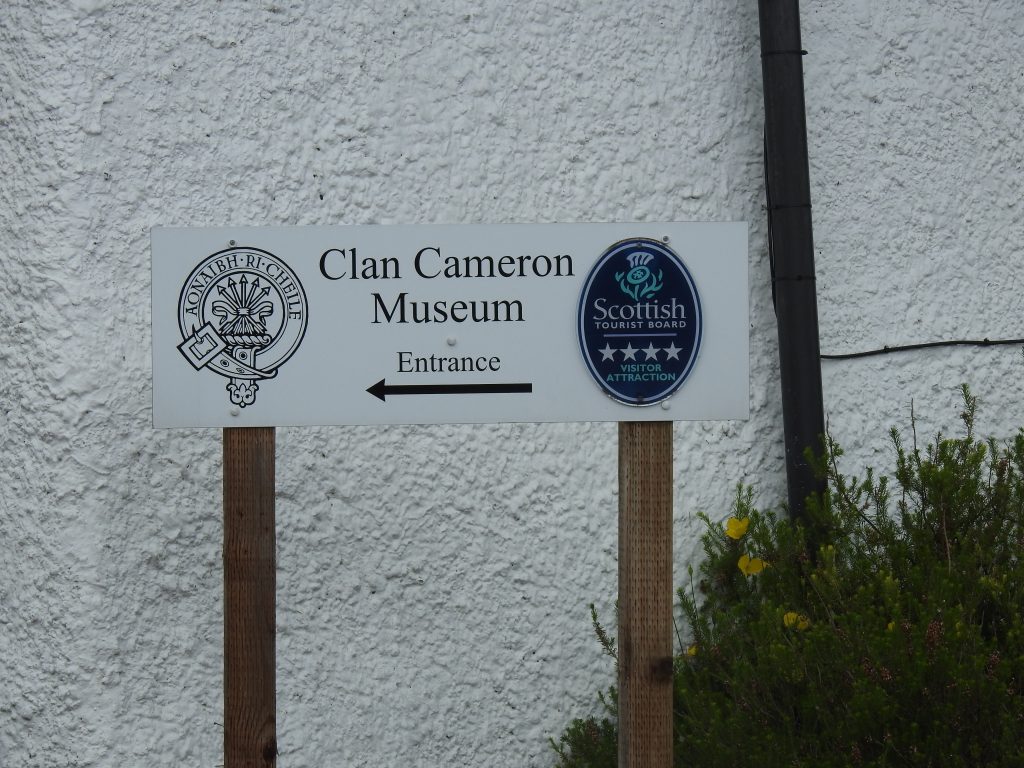 AONAIBH·RI·CHEILE
Clan Cameron
Museum
Entrance
Scottish
TOURIST BOARD
VISITOR
ATTRACTION